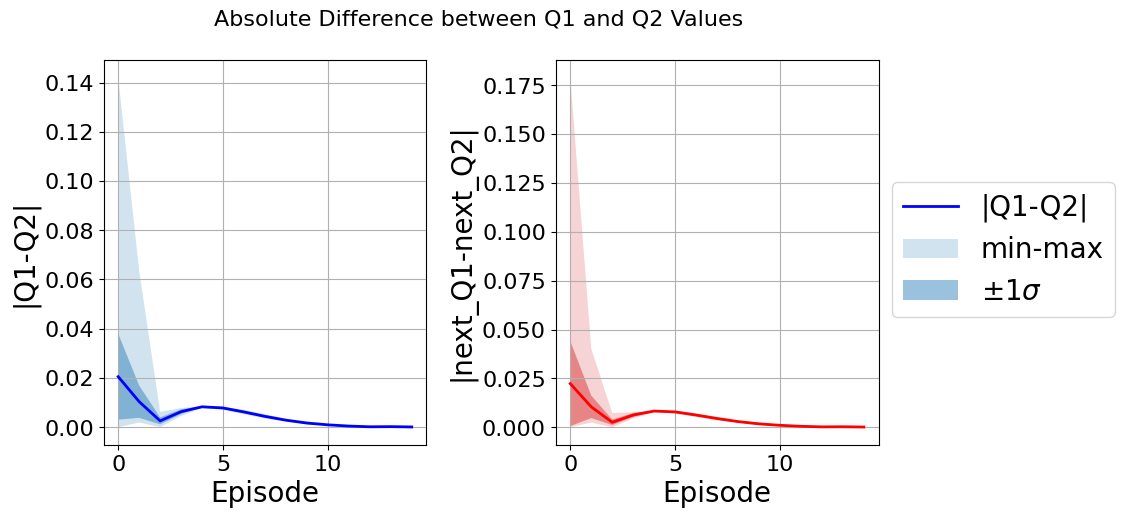 Absolute Difference between Q1 and Q2 Values
|Q1-Q2|
0.14
0.12
0.10
0.08
0.06
0.04
0.02
0.00
0 5 10
Episode
|next_Q1-next_Q2|
0.175
0.150
0.125
0.100
0.075
0.050
0.025
0.000
0 5 10
Episode
|Q1-Q2|
min-max
±1σ